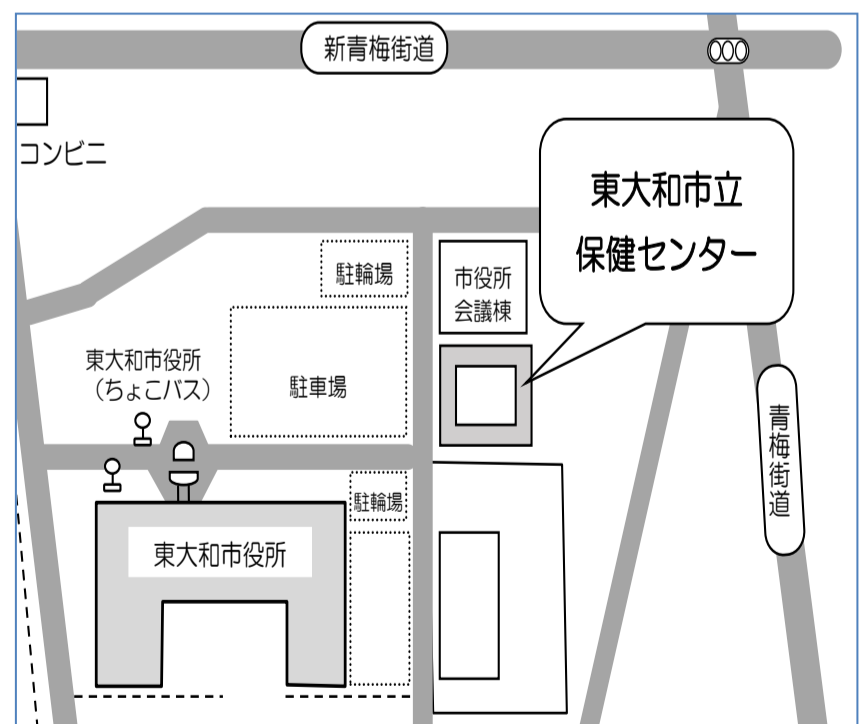 新青梅街道
コンビニ
東大和市立
保健センター
駐輪場
市役所
会議棟
東大和市役所
（ちょこバス）
駐車場
青梅街道
駐輪場
東大和市役所